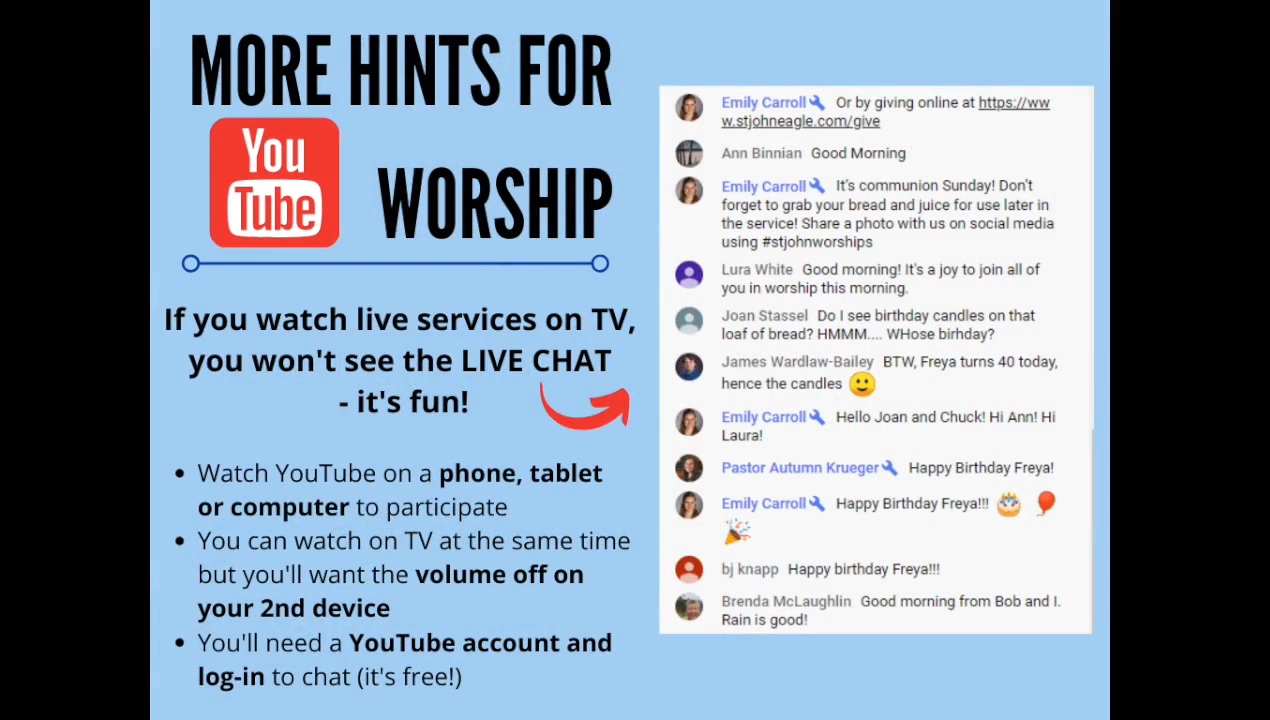 MORE HINTS FOR
You
Tube
WORSHIP
If you watch live services on TV,
you won't see the LIVE CHAT
- it's fun!
• Watch YouTube on a phone, tablet
or computer to participate
• You can watch on TV at the same time
but you'll want the volume off on
your 2nd device
• You'll need a YouTube account and
log-in to chat (it's free!)
Emily Carroll Or by giving online at https://ww
w.stjohneagle.com/give
Ann Binnian Good Morning
Emily Carroll It's communion Sunday! Don't
forget to grab your bread and juice for use later in
the service! Share a photo with us on social media
using #stjohnworships
Lura White Good morning! It's a joy to join all of
you in worship this morning.
Joan Stassel Do I see birthday candles on that
loaf of bread? HMMM.... WHose birhday?
James Wardlaw-Bailey BTW, Freya turns 40 today,
hence the candles 🙂
Emily Carroll Hello Joan and Chuck! Hi Ann! Hi
Laura!
Pastor Autumn Krueger Happy Birthday Freya!
Emily Carroll Happy Birthday Freya!!! 🎂 🎈
🎉
bj knapp Happy birthday Freya!!!
Brenda McLaughlin Good morning from Bob and I.
Rain is good!